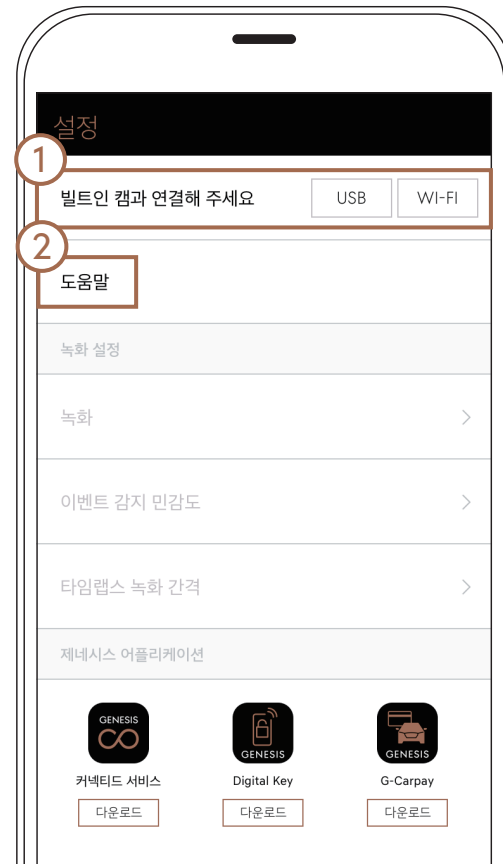 설정
1
빌트인 캠과 연결해 주세요 USB WI-FI
2
도움말
녹화 설정
녹화
이벤트 감지 민감도
타임랩스 녹화 간격
제네시스 어플리케이션
GENESIS GENESIS GENESIS
커넥티드 서비스 Digital Key G-Carpay
다운로드 다운로드 다운로드